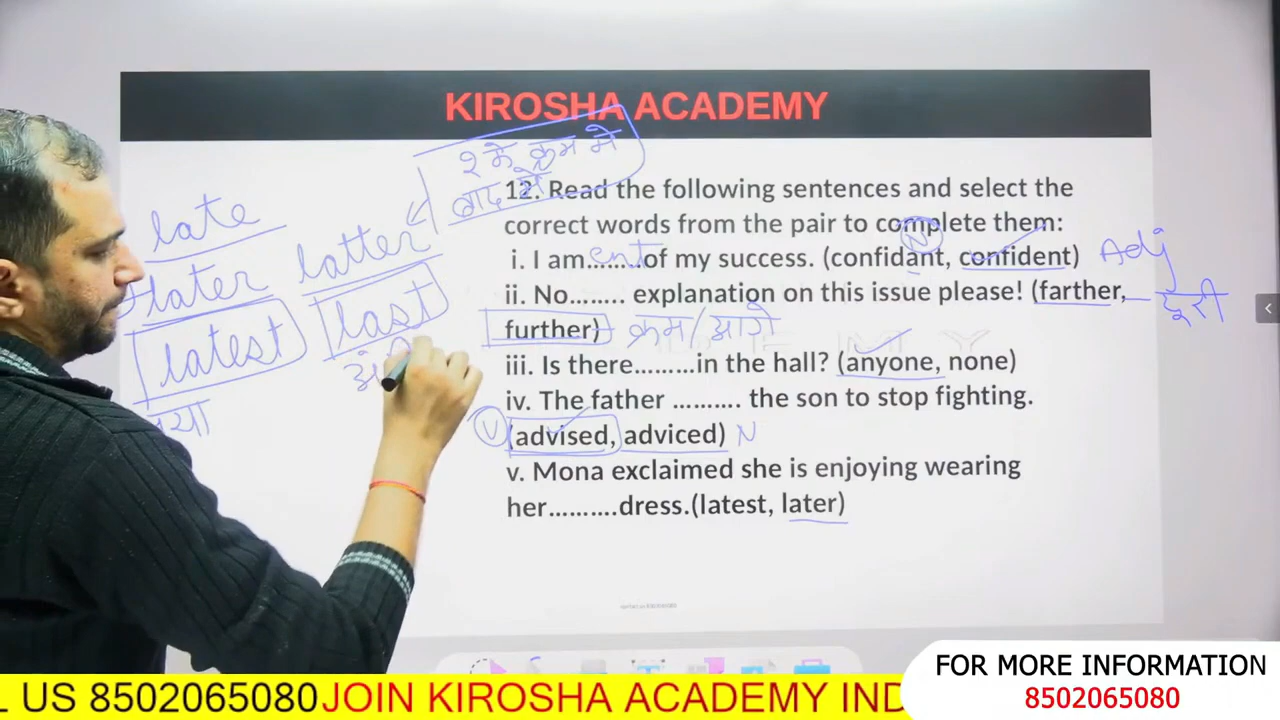 KIROSHA ACADEMY
२ के क्रम में
बाद में
late
later latter
latest last
नया
12. Read the following sentences and select the
correct words from the pair to complete them:
N
i. I am……...of my success. (confidant, confident) Adj
ent
ii. No……. explanation on this issue please! (farther, दूरी
further) क्रम/आगे
iii. Is there………in the hall? (anyone, none)
iv. The father ………. the son to stop fighting.
V (advised, adviced) N
v. Mona exclaimed she is enjoying wearing
her……….dress.(latest, later)
FOR MORE INFORMATION
8502065080
L US 8502065080 JOIN KIROSHA ACADEMY IND